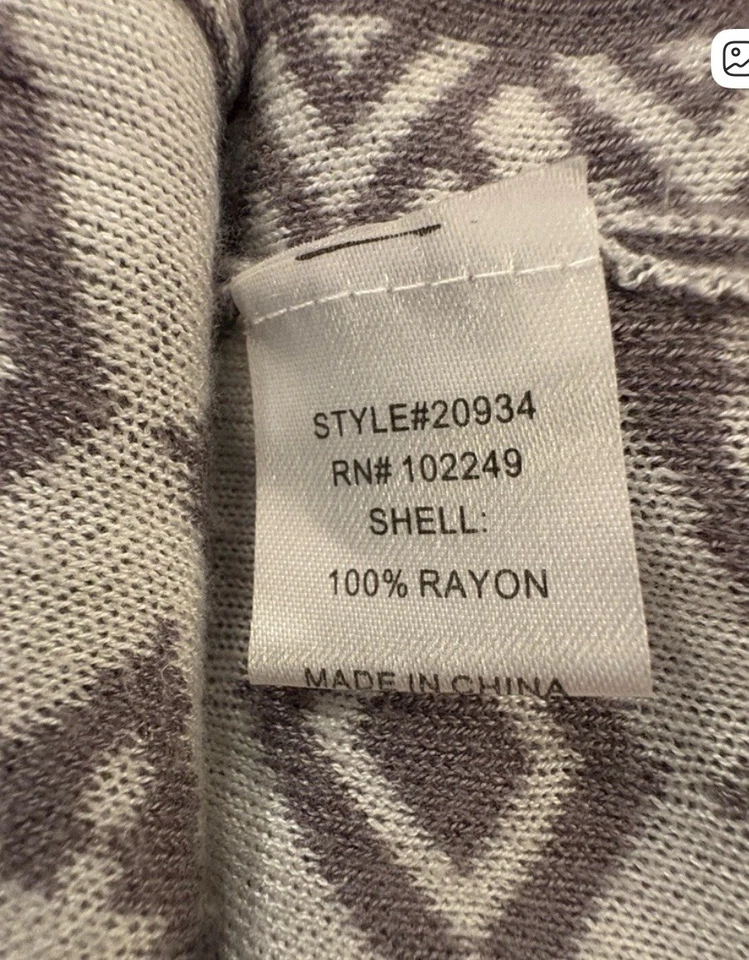 STYLE#20934
RN# 102249
SHELL:
100% RAYON
MADE IN CHINA